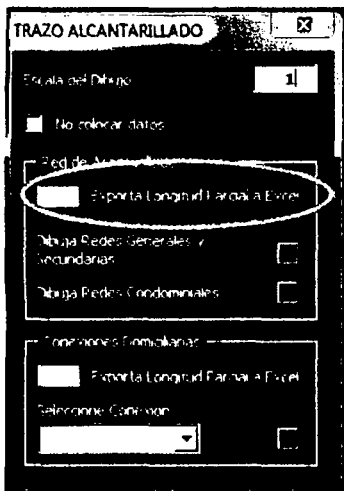 TRAZO ALCANTARILLADO
Escala del Dibujo 1
No colocar datos
Red de
Exporta Longitud Parcial a Excel
Dibuja Redes Generales y
Secundarias
Dibuja Redes Condominiales
Conexiones Domiciliarias
Exporta Longitud Parcial a Excel
Seleccione Conexion